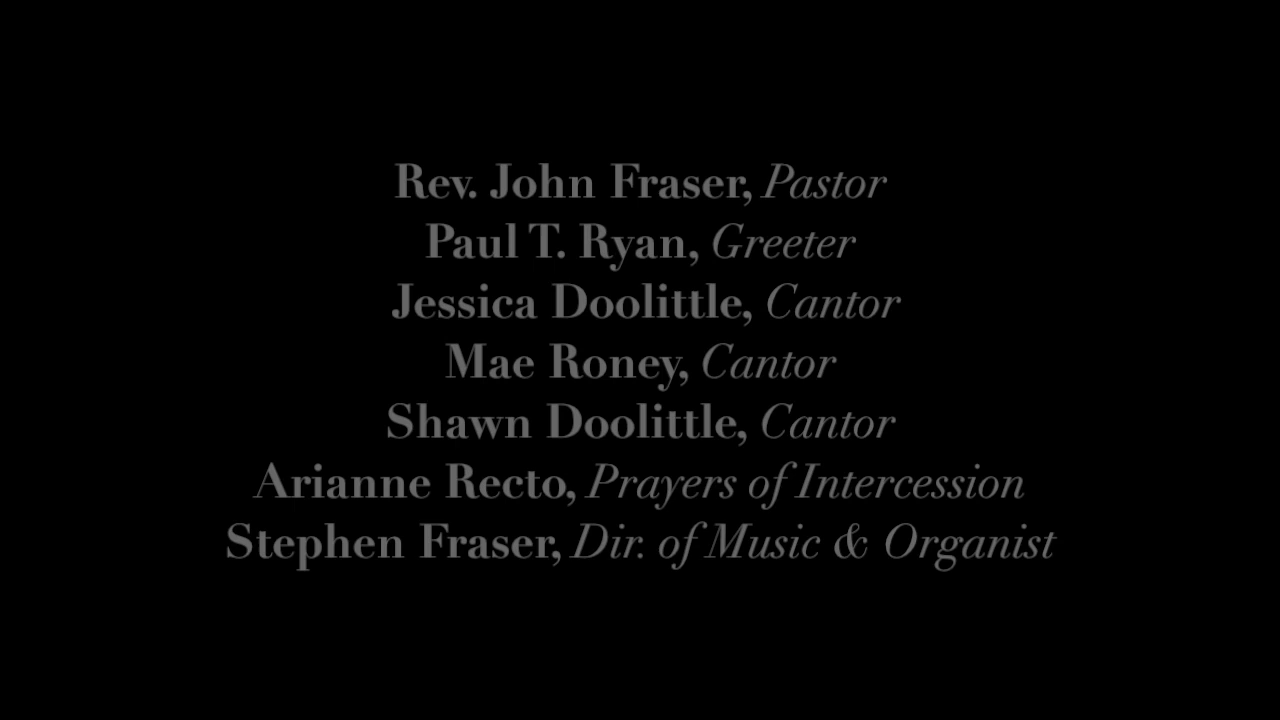 Rev. John Fraser, Pastor
Paul T. Ryan, Greeter
Jessica Doolittle, Cantor
Mae Roney, Cantor
Shawn Doolittle, Cantor
Arianne Recto, Prayers of Intercession
Stephen Fraser, Dir. of Music & Organist